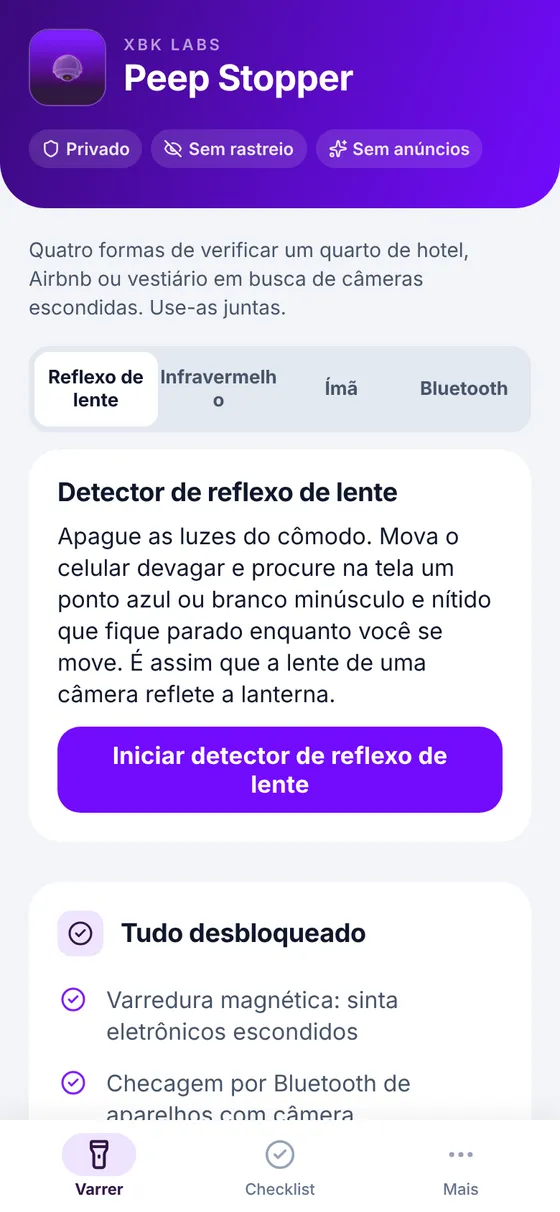 XBK LABS
Peep Stopper
Privado
Sem rastreio
Sem anúncios
Quatro formas de verificar um quarto de hotel,
Airbnb ou vestiário em busca de câmeras
escondidas. Use-as juntas.
Reflexo de
lente
Infravermelh
o
Ímã
Bluetooth
Detector de reflexo de lente
Apague as luzes do cômodo. Mova o
celular devagar e procure na tela um
ponto azul ou branco minúsculo e nítido
que fique parado enquanto você se
move. É assim que a lente de uma
câmera reflete a lanterna.
Iniciar detector de reflexo de
lente
Tudo desbloqueado
Varredura magnética: sinta
eletrônicos escondidos
Checagem por Bluetooth de
aparelhos com câmera
Varrer
Checklist
Mais